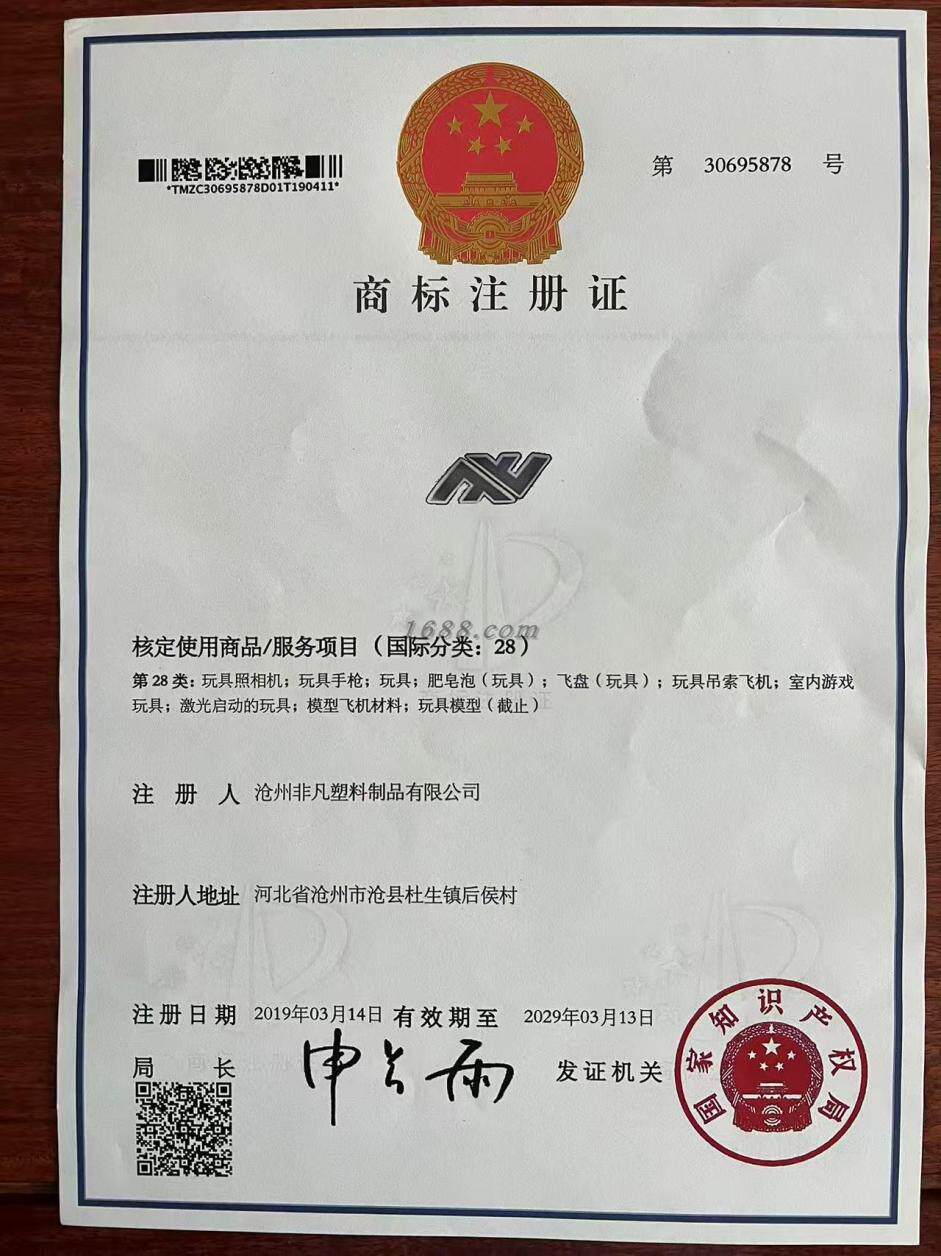 *TMZC30695878D01T190411*
第 30695878 号
商标注册证
1688.com
核定使用商品/服务项目（国际分类：28）
第 28 类：玩具照相机；玩具手枪；玩具；肥皂泡（玩具）；飞盘（玩具）；玩具吊索飞机；室内游戏
玩具；激光启动的玩具；模型飞机材料；玩具模型（截止）
注 册 人 沧州非凡塑料制品有限公司
注册人地址 河北省沧州市沧县杜生镇后侯村
注册日期 2019年03月14日 有效期至 2029年03月13日
局 长 申长雨 发证机关
国家知识产权局